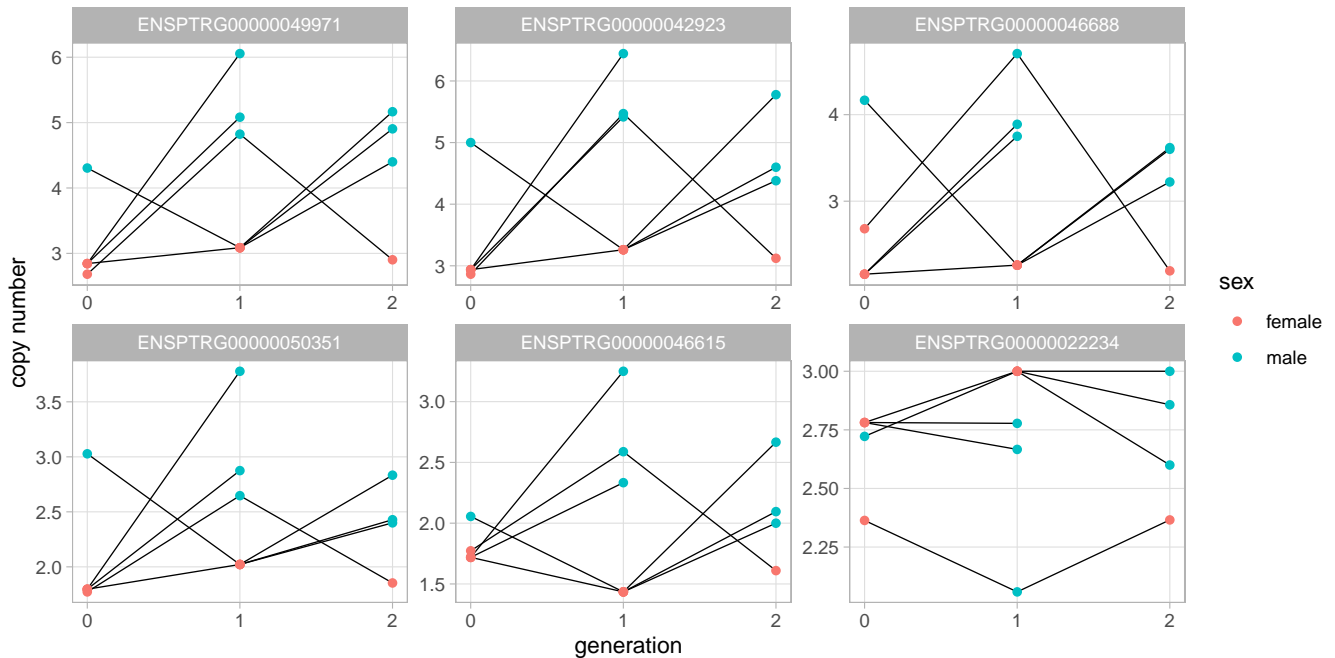 ENSPTRG00000049971 ENSPTRG00000042923 ENSPTRG00000046688
6
5
4
3
0 1 2
6
5
4
3
0 1 2
4
3
0 1 2
ENSPTRG00000050351 ENSPTRG00000046615 ENSPTRG00000022234
3.5
3.0
2.5
2.0
0 1 2
3.0
2.5
2.0
1.5
0 1 2
3.00
2.75
2.50
2.25
0 1 2
copy number
generation
sex
female
male